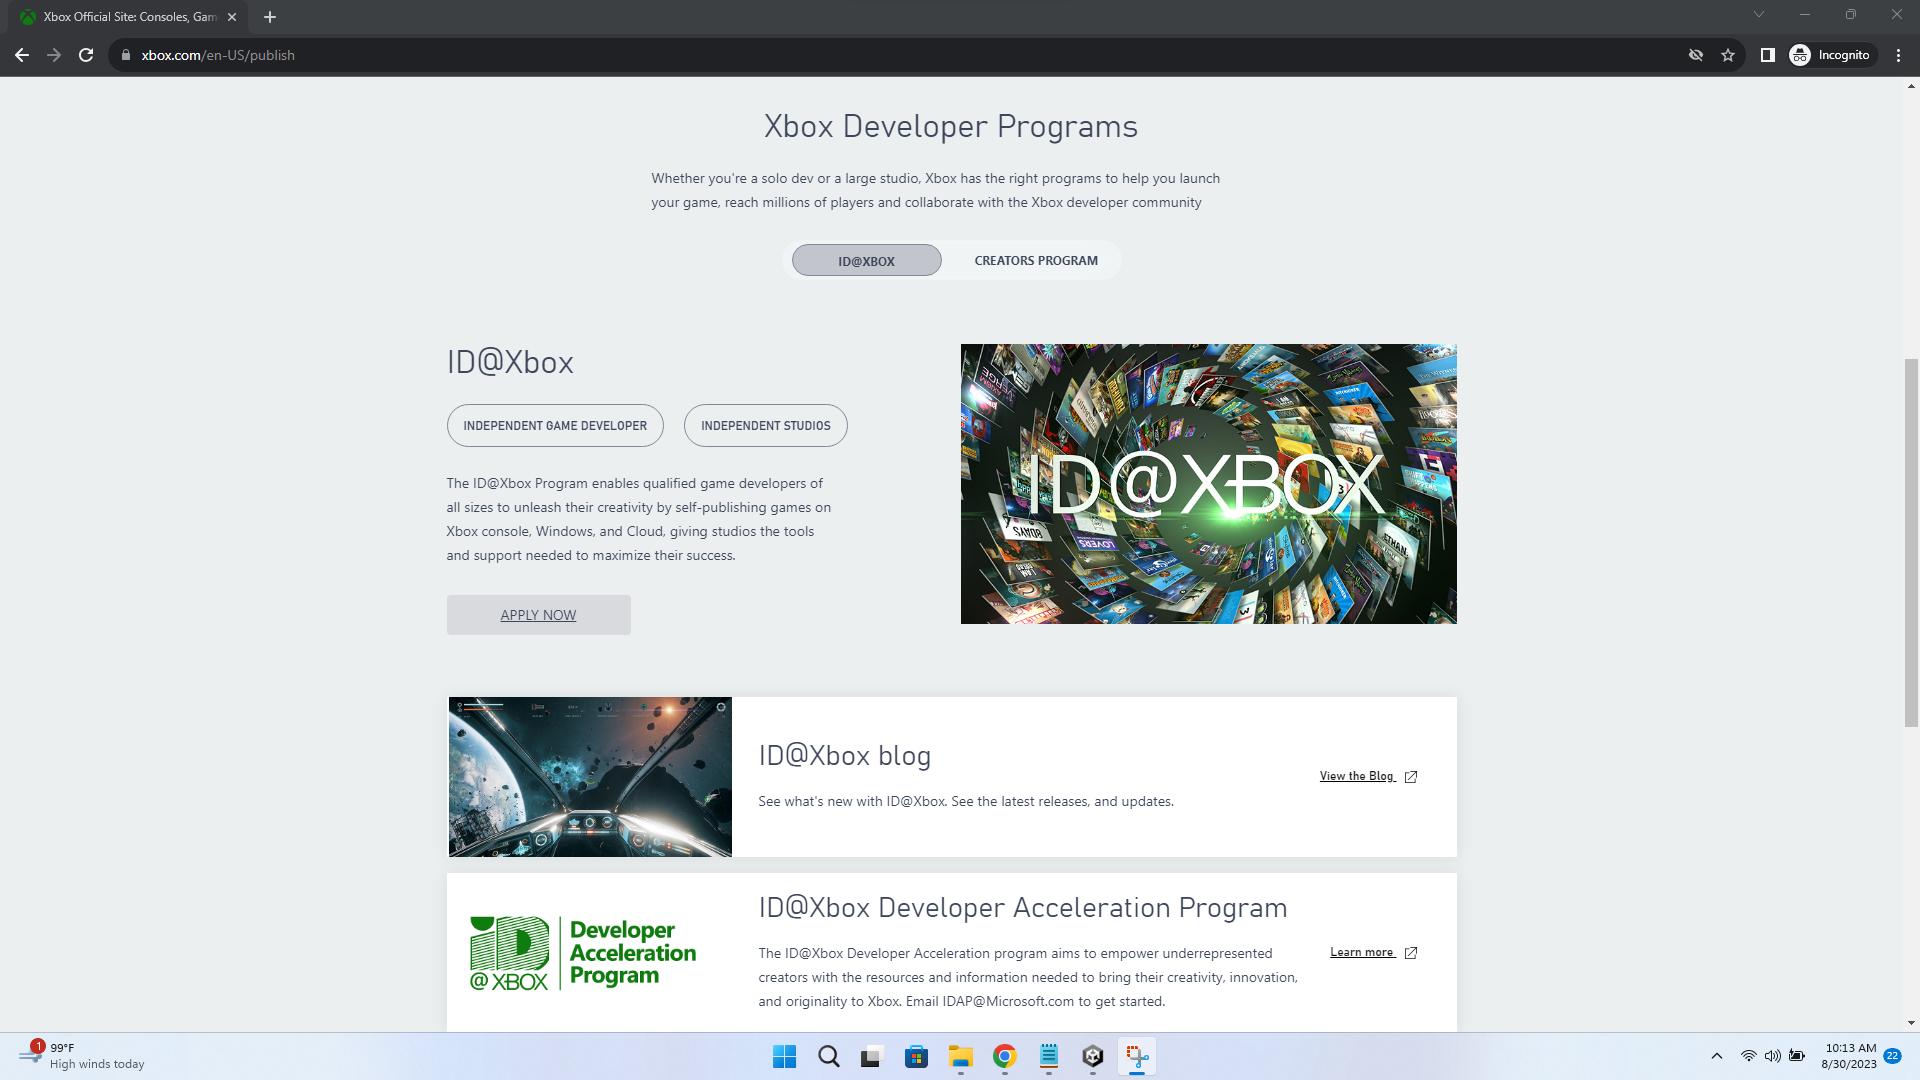 Xbox Official Site: Consoles, Gam
xbox.com/en-US/publish
Incognito
Xbox Developer Programs
Whether you're a solo dev or a large studio, Xbox has the right programs to help you launch
your game, reach millions of players and collaborate with the Xbox developer community
ID@XBOX
CREATORS PROGRAM
ID@Xbox
INDEPENDENT GAME DEVELOPER
INDEPENDENT STUDIOS
The ID@Xbox Program enables qualified game developers of
all sizes to unleash their creativity by self-publishing games on
Xbox console, Windows, and Cloud, giving studios the tools
and support needed to maximize their success.
APPLY NOW
ID@XBOX
ID@Xbox blog
See what's new with ID@Xbox. See the latest releases, and updates.
View the Blog
iD
@XBOX
Developer
Acceleration
Program
ID@Xbox Developer Acceleration Program
The ID@Xbox Developer Acceleration program aims to empower underrepresented
creators with the resources and information needed to bring their creativity, innovation,
and originality to Xbox. Email IDAP@Microsoft.com to get started.
Learn more
1
99°F
High winds today
10:13 AM
8/30/2023
22